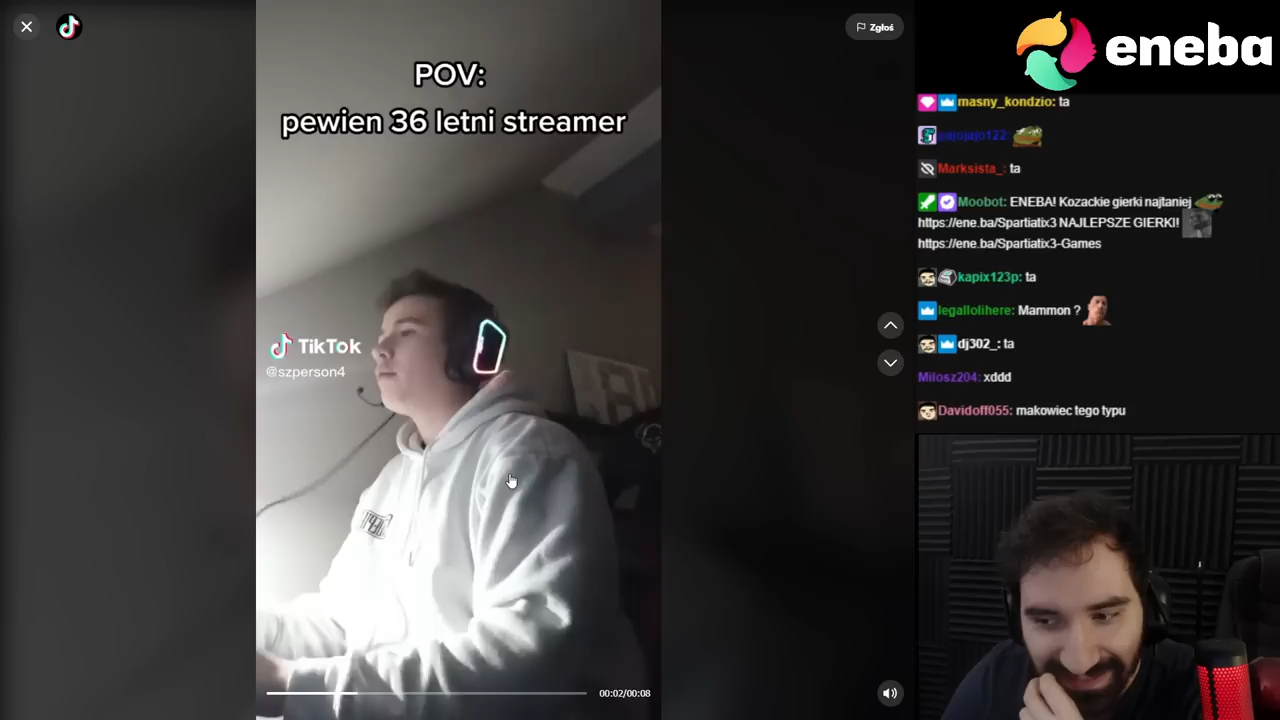 Zgłoś
POV:
pewien 36 letni streamer
TikTok
@szperson4
00:02/00:08
eneba
masny_kondzio: ta
pajojajo122:
Marksista_: ta
Moobot: ENEBA! Kozackie gierki najtaniej
https://ene.ba/Spartiatix3 NAJLEPSZE GIERKI!
https://ene.ba/Spartiatix3-Games
kapix123p: ta
legallolihere: Mammon ?
dj302_: ta
Milosz204: xddd
Davidoff055: makowiec tego typu